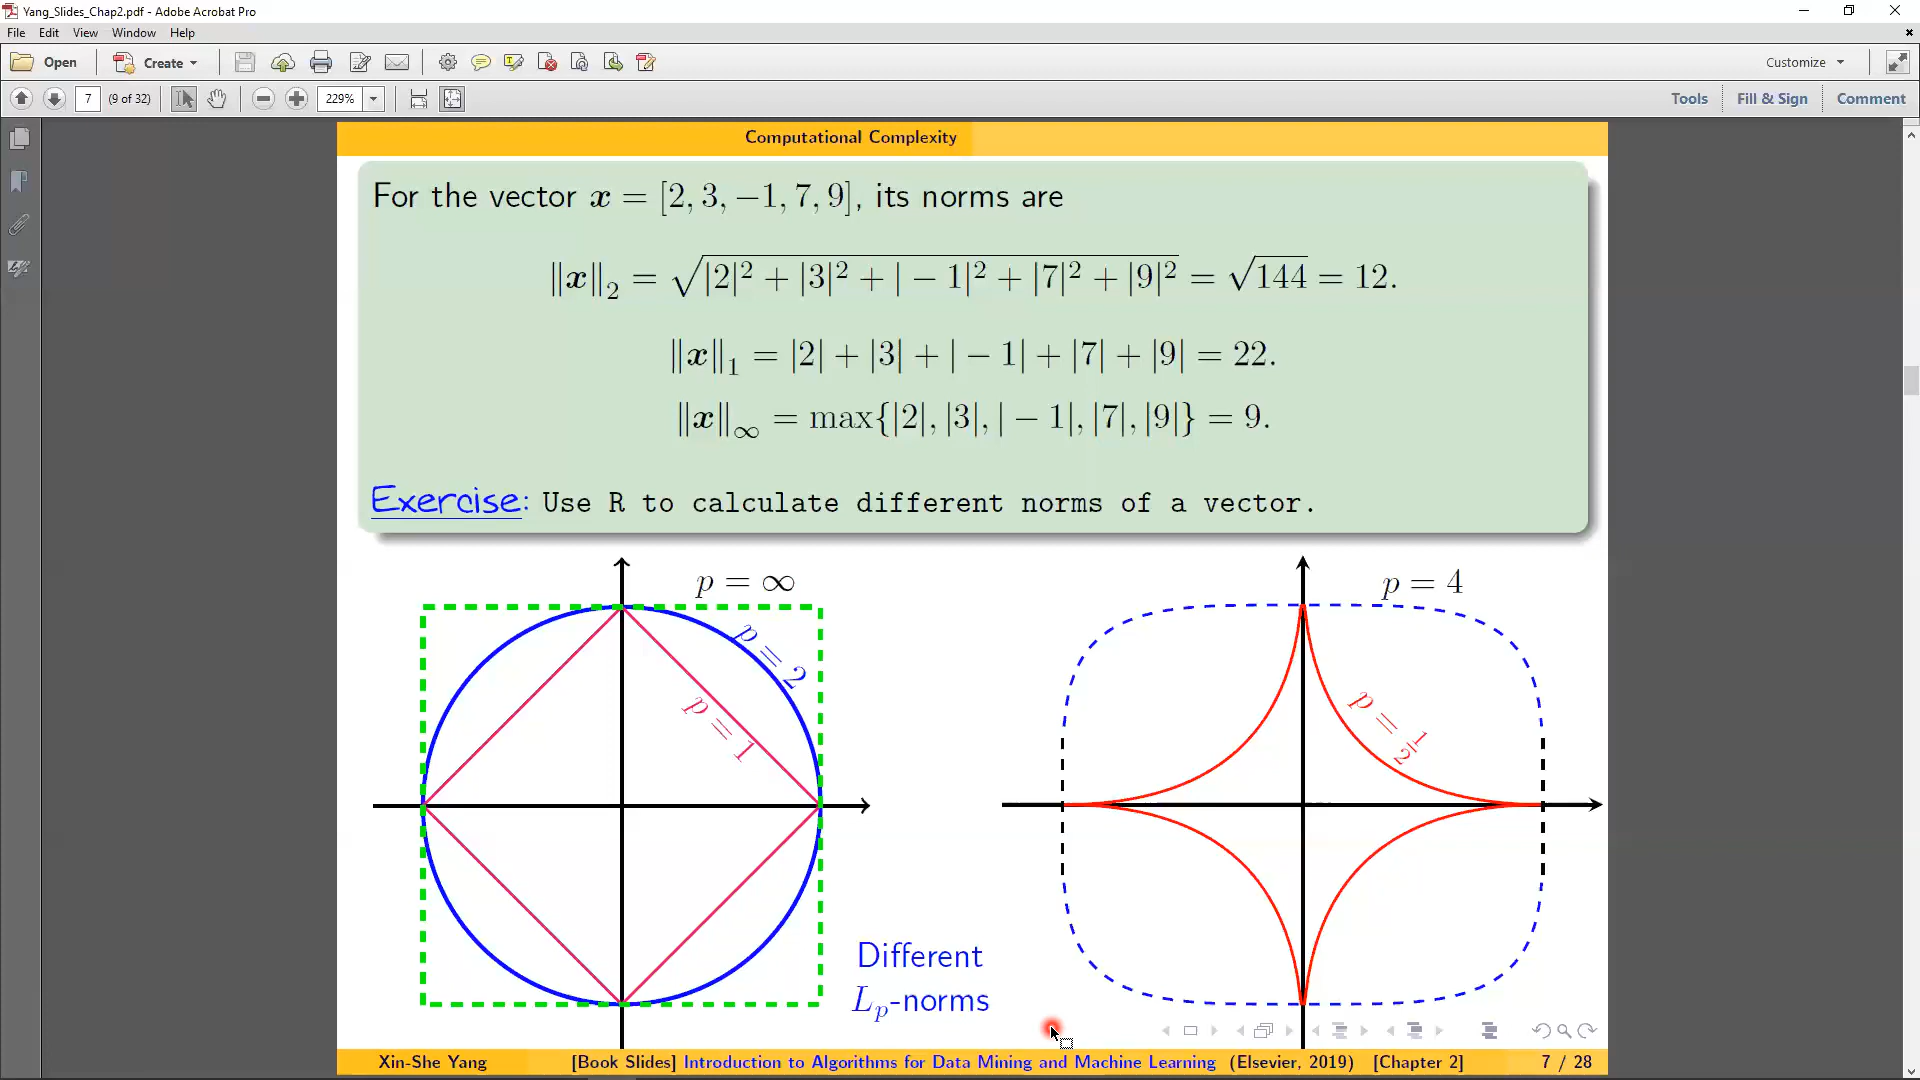 Yang_Slides_Chap2.pdf - Adobe Acrobat Pro
File Edit View Window Help
Open Create Customize
7 (9 of 32) 229% Tools Fill & Sign Comment
Computational Complexity
For the vector x = [2, 3, −1, 7, 9], its norms are
‖x‖₂ = √(|2|² + |3|² + | − 1|² + |7|² + |9|²) = √144 = 12.
‖x‖₁ = |2| + |3| + | − 1| + |7| + |9| = 22.
‖x‖∞ = max{|2|, |3|, | − 1|, |7|, |9|} = 9.
Exercise: Use R to calculate different norms of a vector.
p = ∞
p = 2
p = 1
p = 4
p = 1/2
Different
Lₚ-norms
Xin-She Yang [Book Slides] Introduction to Algorithms for Data Mining and Machine Learning (Elsevier, 2019) [Chapter 2] 7 / 28